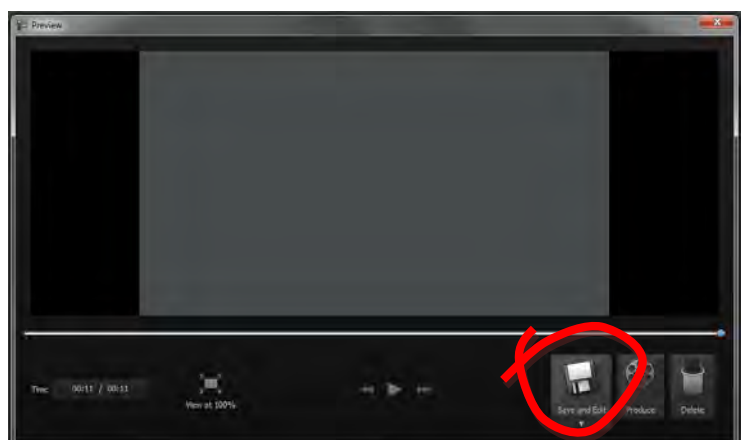 Preview
Time: 00:11 / 00:11
View at 100%
Save and Edit
Produce
Delete